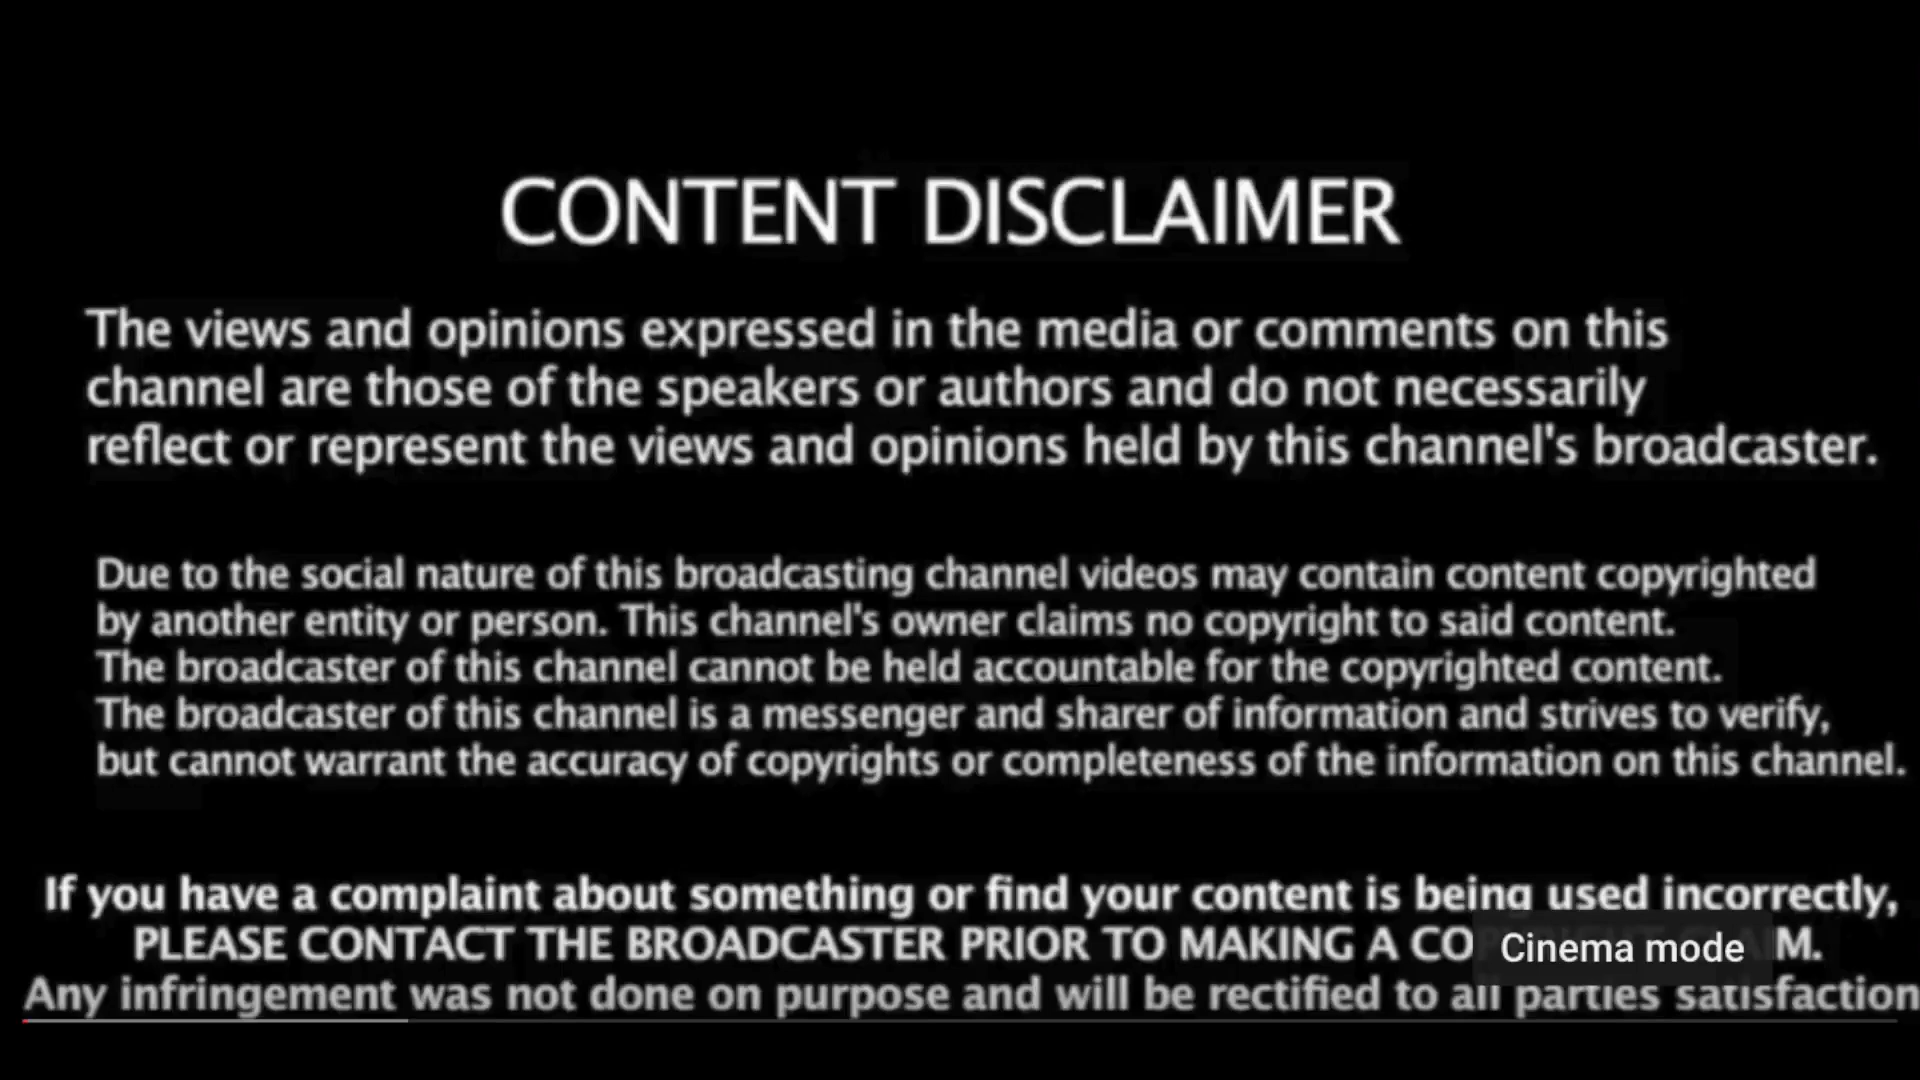 CONTENT DISCLAIMER
The views and opinions expressed in the media or comments on this
channel are those of the speakers or authors and do not necessarily
reflect or represent the views and opinions held by this channel's broadcaster.
Due to the social nature of this broadcasting channel videos may contain content copyrighted
by another entity or person. This channel's owner claims no copyright to said content.
The broadcaster of this channel cannot be held accountable for the copyrighted content.
The broadcaster of this channel is a messenger and sharer of information and strives to verify,
but cannot warrant the accuracy of copyrights or completeness of the information on this channel.
If you have a complaint about something or find your content is being used incorrectly,
PLEASE CONTACT THE BROADCASTER PRIOR TO MAKING A
Cinema mode
Any infringement was not done on purpose and will be rectified to all parties satisfaction